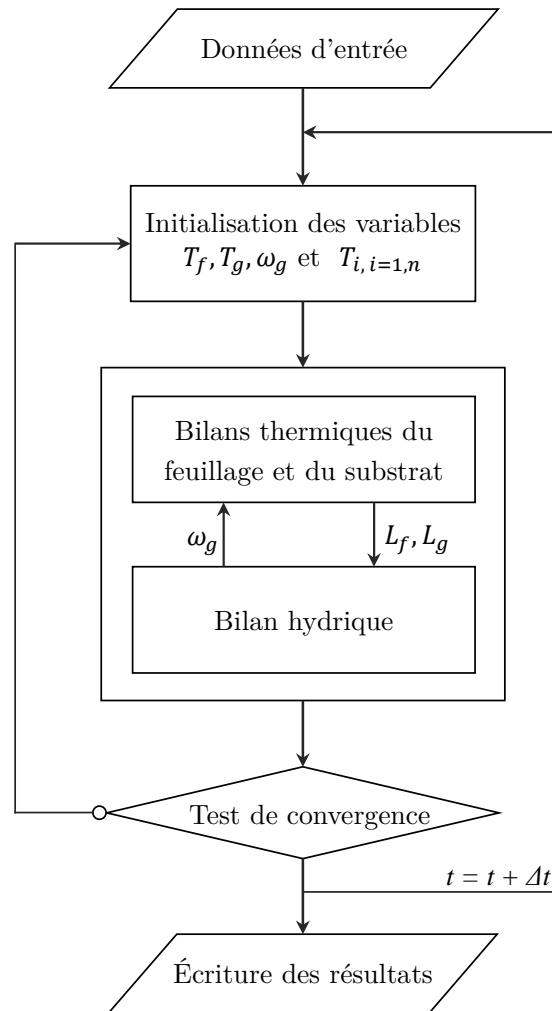 Données d'entrée
Initialisation des variables
T_f, T_g, ω_g et T_{i, i=1,n}
Bilans thermiques du
feuillage et du substrat
ω_g
L_f, L_g
Bilan hydrique
Test de convergence
t = t + Δt
Écriture des résultats